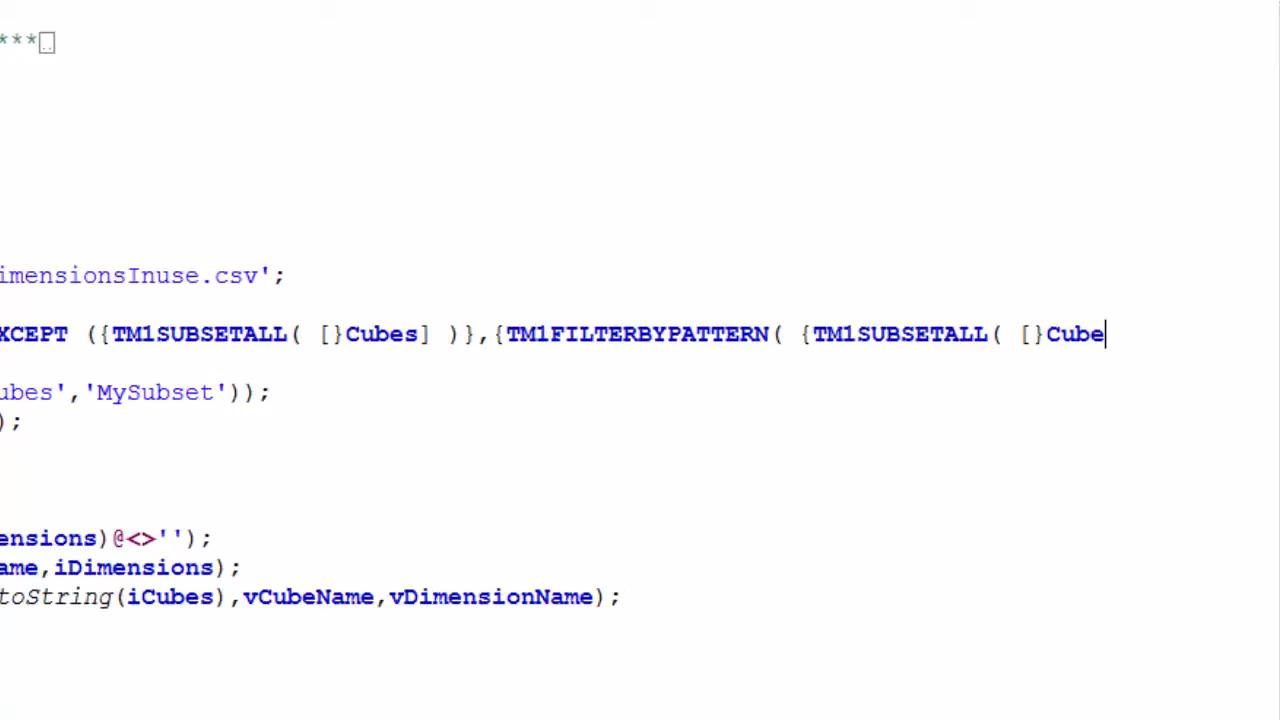 ***..
imensionsInuse.csv';
XCEPT ({TM1SUBSETALL( [}Cubes] )},{TM1FILTERBYPATTERN( {TM1SUBSETALL( [}Cube
ubes','MySubset'));
);
ensions)@<>'');
ame,iDimensions);
toString(iCubes),vCubeName,vDimensionName);